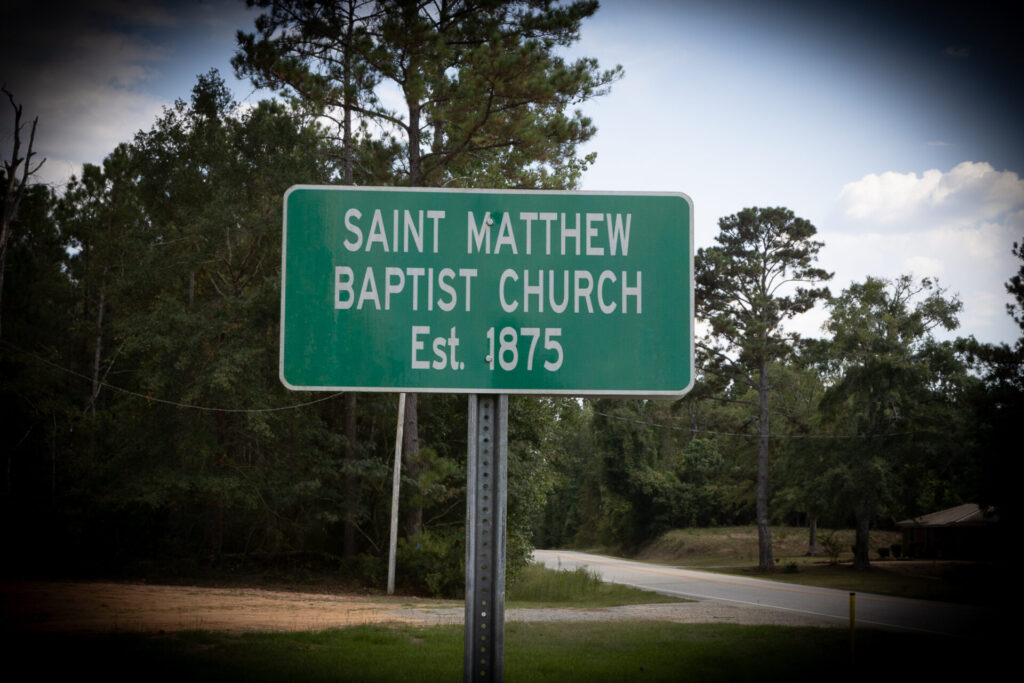 SAINT MATTHEW
BAPTIST CHURCH
Est. 1875